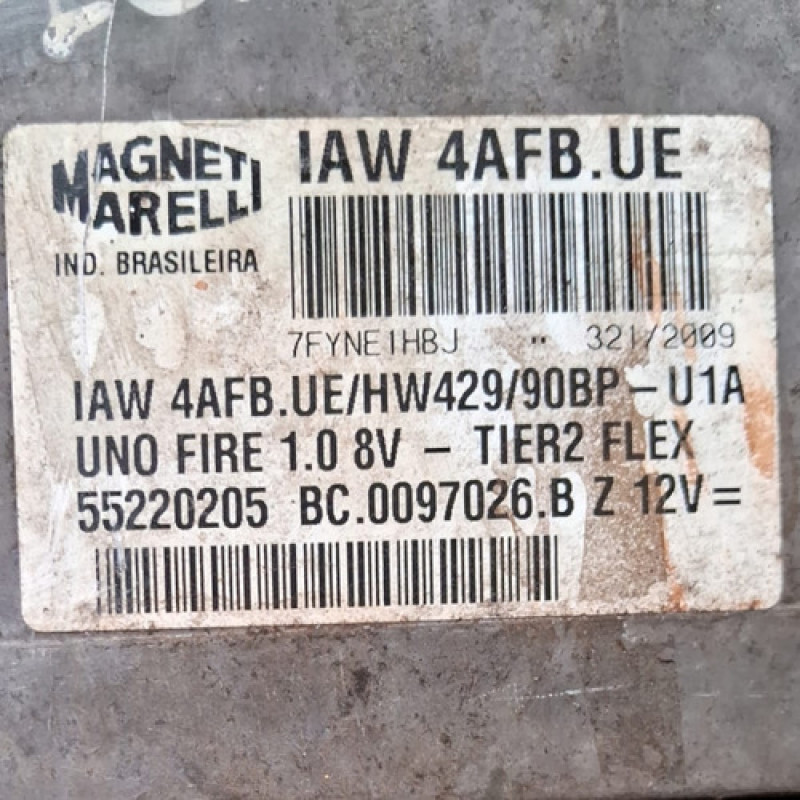 MAGNETI MARELLI
IAW 4AFB.UE
IND. BRASILEIRA
7FYNE1HBJ " 321/2009
IAW 4AFB.UE/HW429/90BP-U1A
UNO FIRE 1.0 8V - TIER2 FLEX
55220205 BC.0097026.B Z 12V=